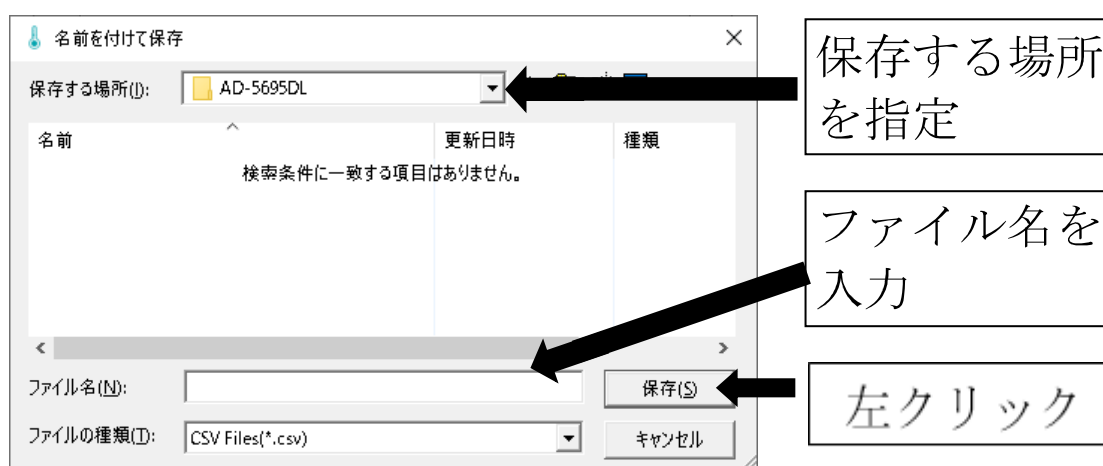 名前を付けて保存
保存する場所(I): AD-5695DL
名前 更新日時 種類
検索条件に一致する項目はありません。
ファイル名(N): 保存(S)
ファイルの種類(T): CSV Files(*.csv) キャンセル
保存する場所
を指定
ファイル名を
入力
左クリック